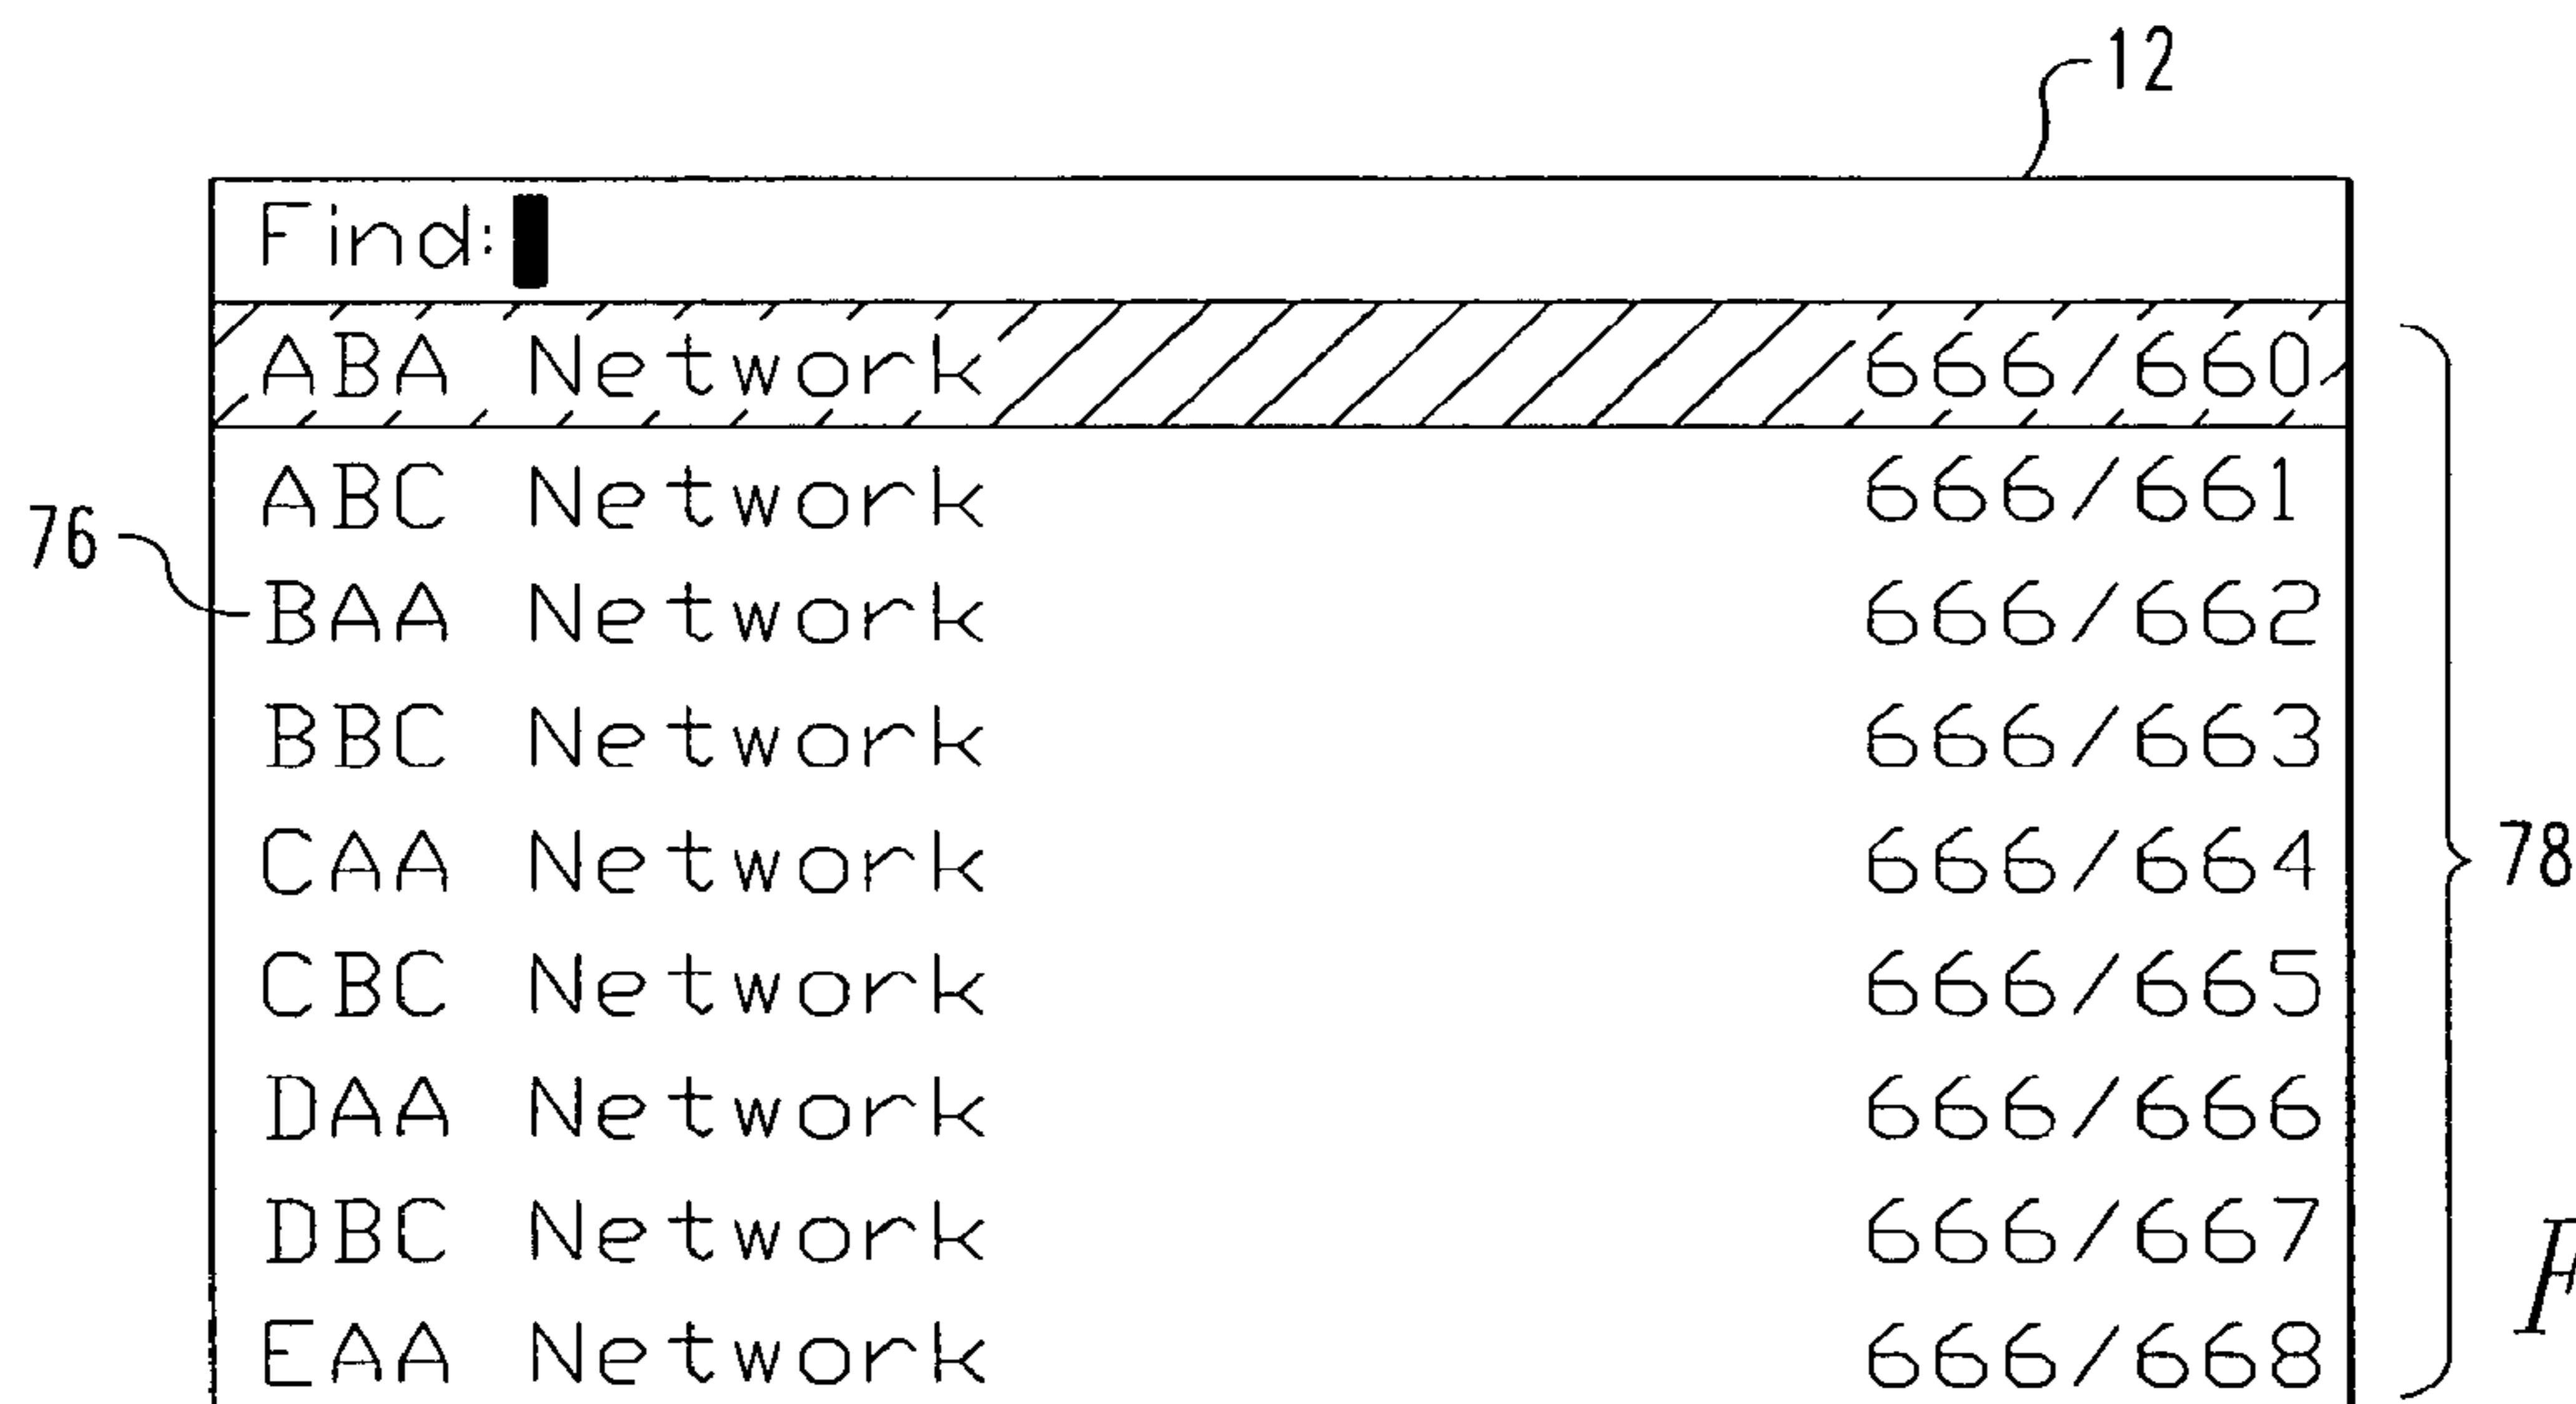 12
Find:
ABA Network 666/660
ABC Network 666/661
76
BAA Network 666/662
BBC Network 666/663
CAA Network 666/664
78
CBC Network 666/665
DAA Network 666/666
DBC Network 666/667
EAA Network 666/668